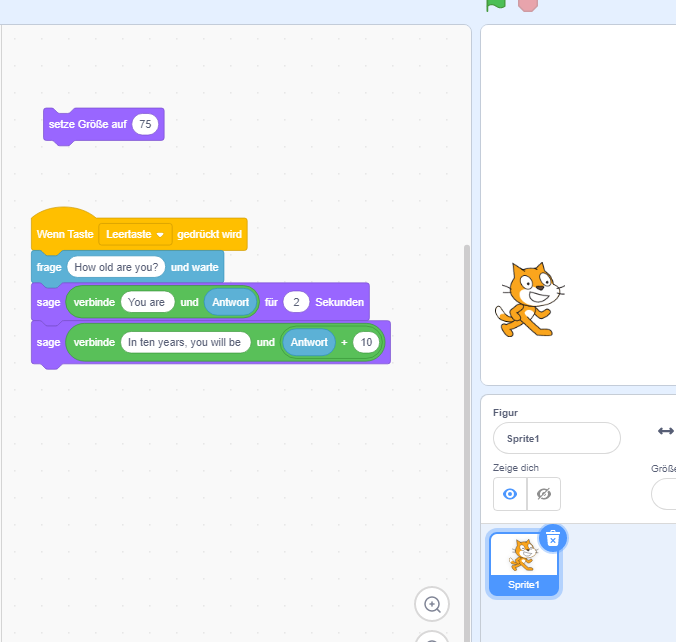 setze Größe auf 75
Wenn Taste Leertaste gedrückt wird
frage How old are you? und warte
sage verbinde You are und Antwort für 2 Sekunden
sage verbinde In ten years, you will be und Antwort + 10
Figur
Sprite1
Zeige dich
Größe
Sprite1